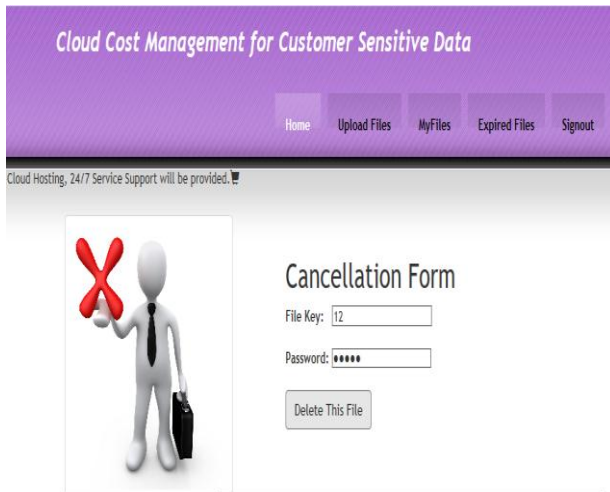 Cloud Cost Management for Customer Sensitive Data
Home Upload Files MyFiles Expired Files Signout
Cloud Hosting, 24/7 Service Support will be provided.
Cancellation Form
File Key: 12
Password: •••••
Delete This File